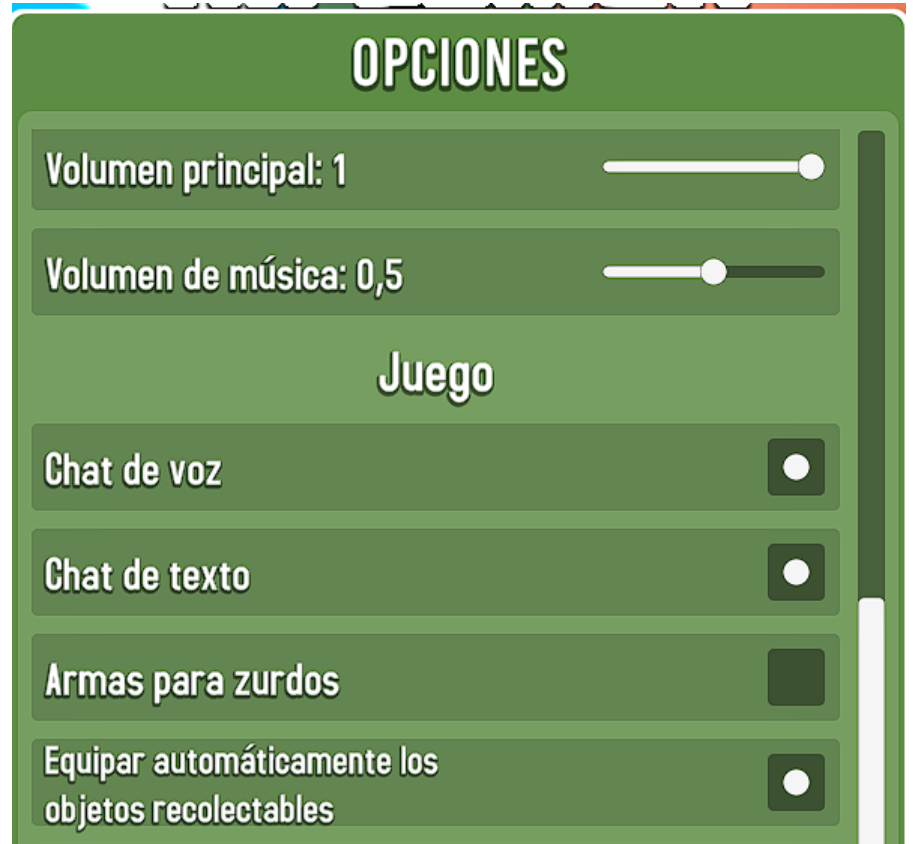 OPCIONES
Volumen principal: 1
Volumen de música: 0,5
Juego
Chat de voz
Chat de texto
Armas para zurdos
Equipar automáticamente los
objetos recolectables